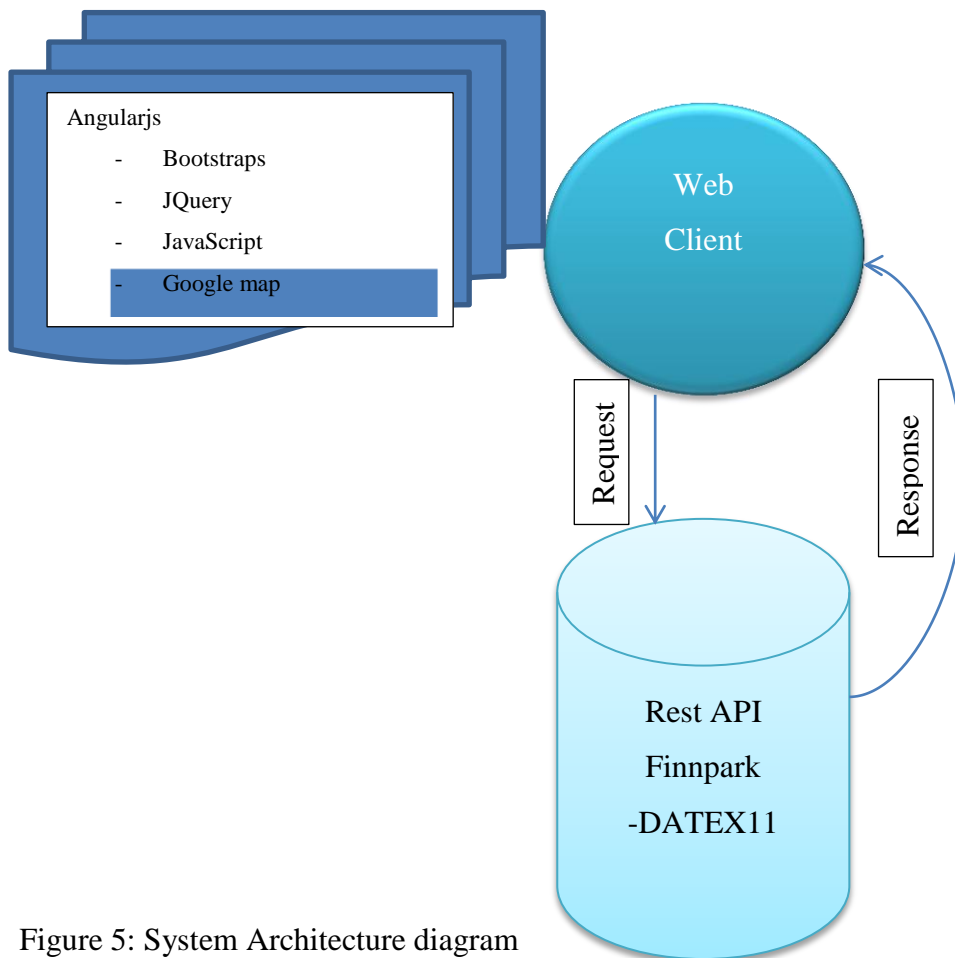 Angularjs
- Bootstraps
- JQuery
- JavaScript
- Google map
Web
Client
Request
Response
Rest API
Finnpark
-DATEX11
Figure 5: System Architecture diagram